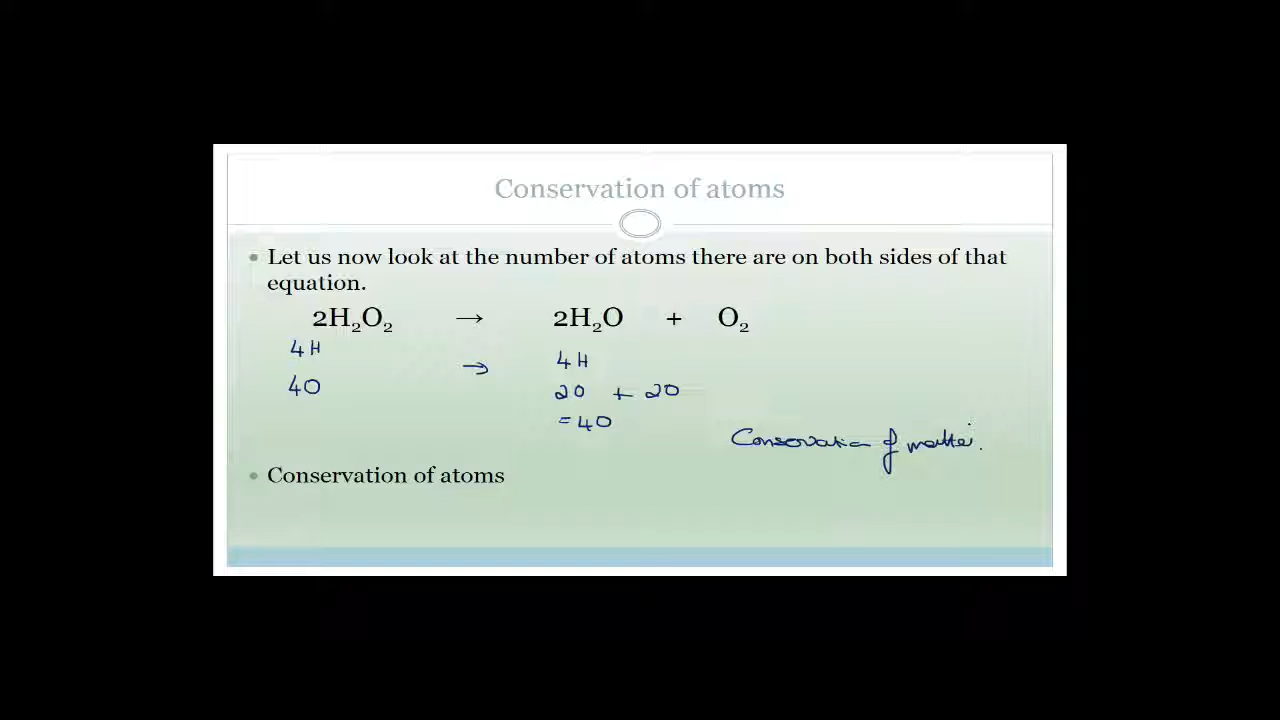 Conservation of atoms
Let us now look at the number of atoms there are on both sides of that
equation.
2H₂O₂ → 2H₂O + O₂
4H → 4H
4O 2O + 2O
= 4O
Conservation of matter.
Conservation of atoms